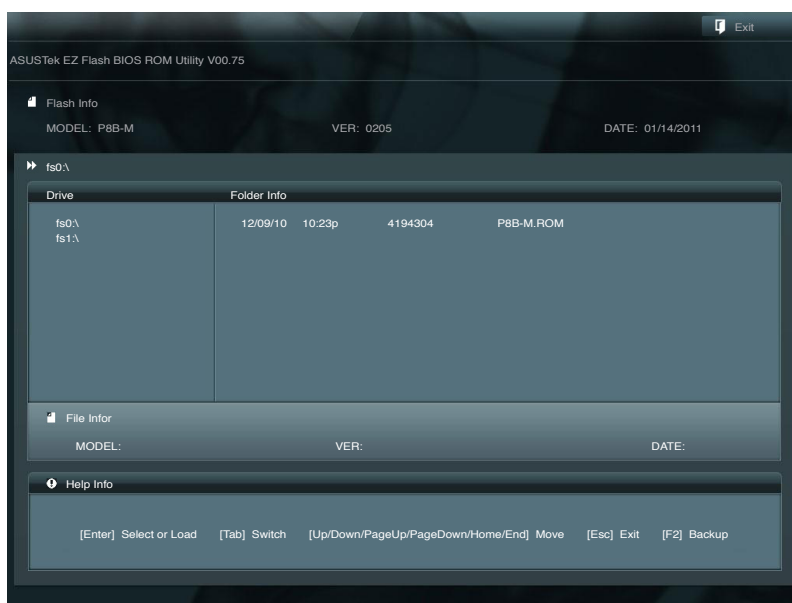 Exit
ASUSTek EZ Flash BIOS ROM Utility V00.75
Flash Info
MODEL: P8B-M VER: 0205 DATE: 01/14/2011
fs0:\
Drive Folder Info
fs0:\ 12/09/10 10:23p 4194304 P8B-M.ROM
fs1:\
File Infor
MODEL: VER: DATE:
Help Info
[Enter] Select or Load [Tab] Switch [Up/Down/PageUp/PageDown/Home/End] Move [Esc] Exit [F2] Backup